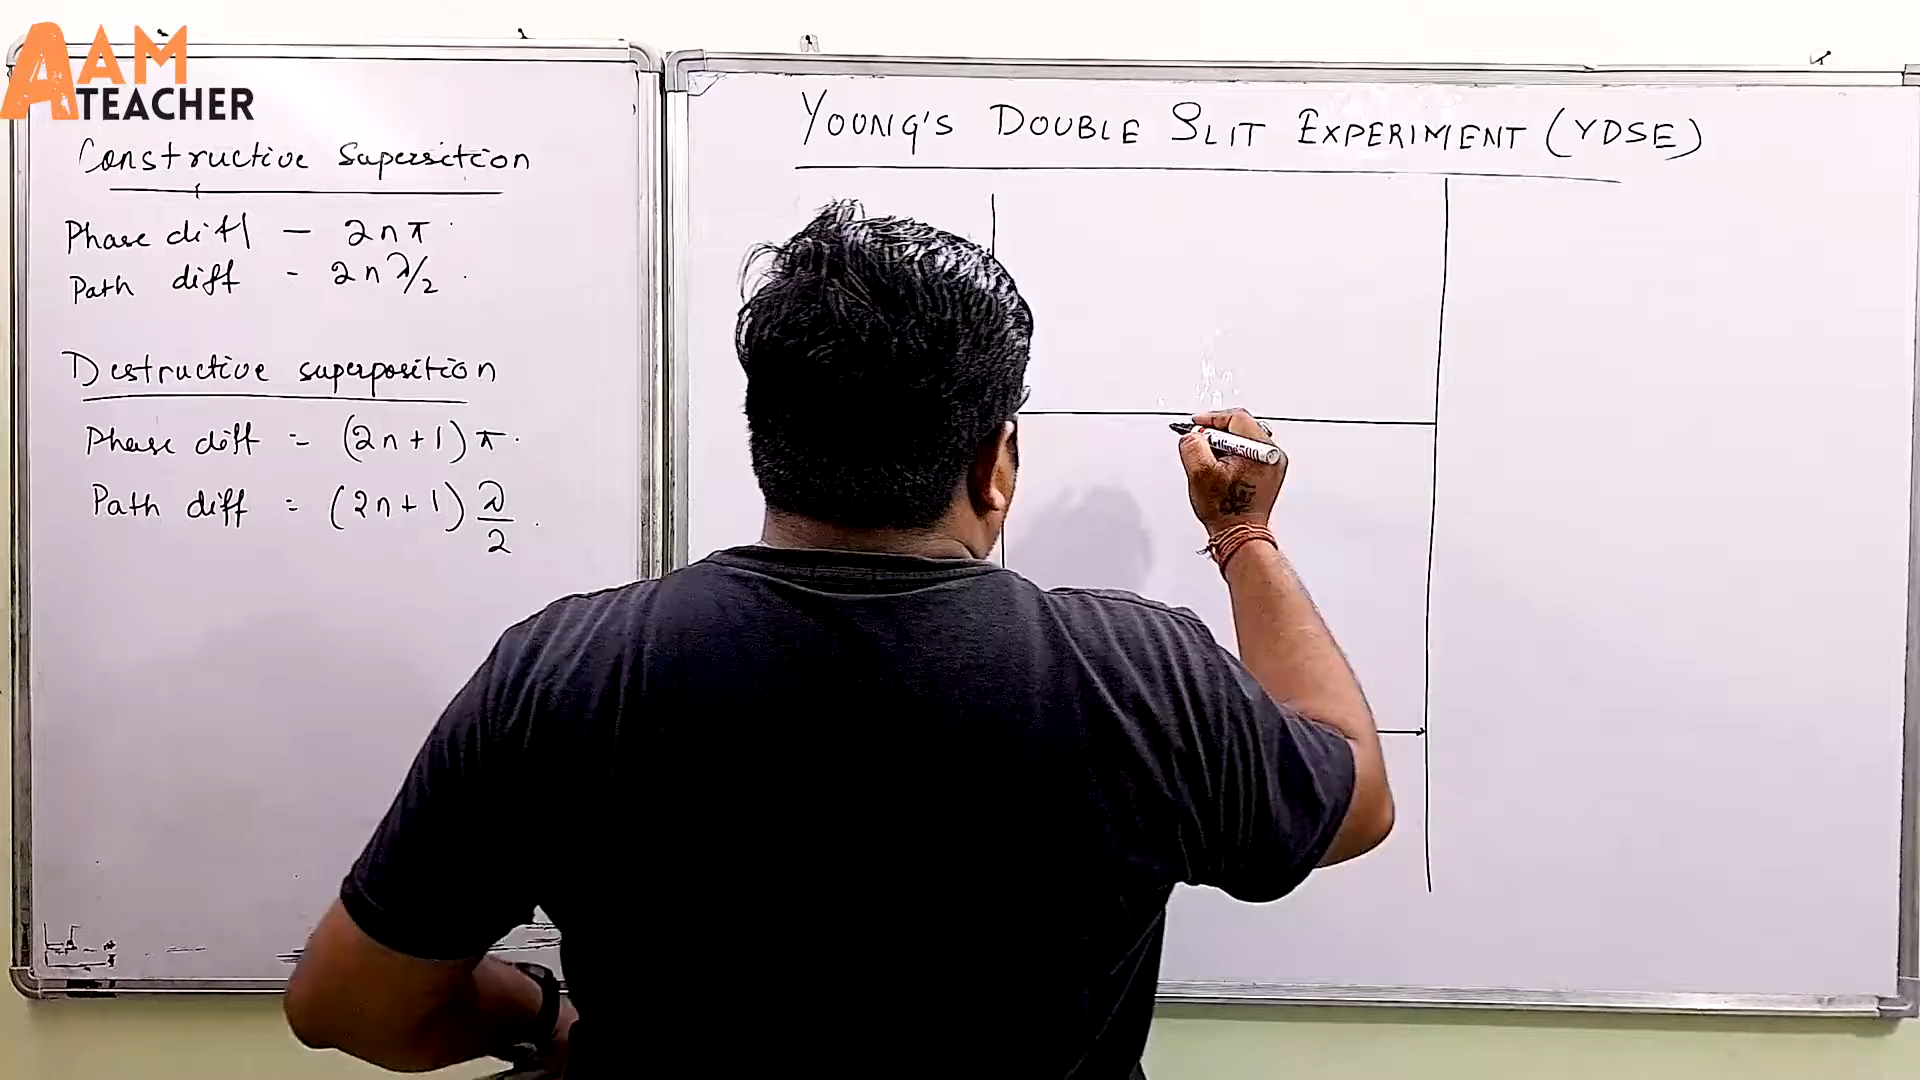 AAM
TEACHER
Constructive Supersition
Phase diff — 2nπ
Path diff - 2nλ/2
Destructive superposition
Phase diff = (2n+1)π
Path diff = (2n+1)λ/2
YOUNG'S DOUBLE SLIT EXPERIMENT (YDSE)